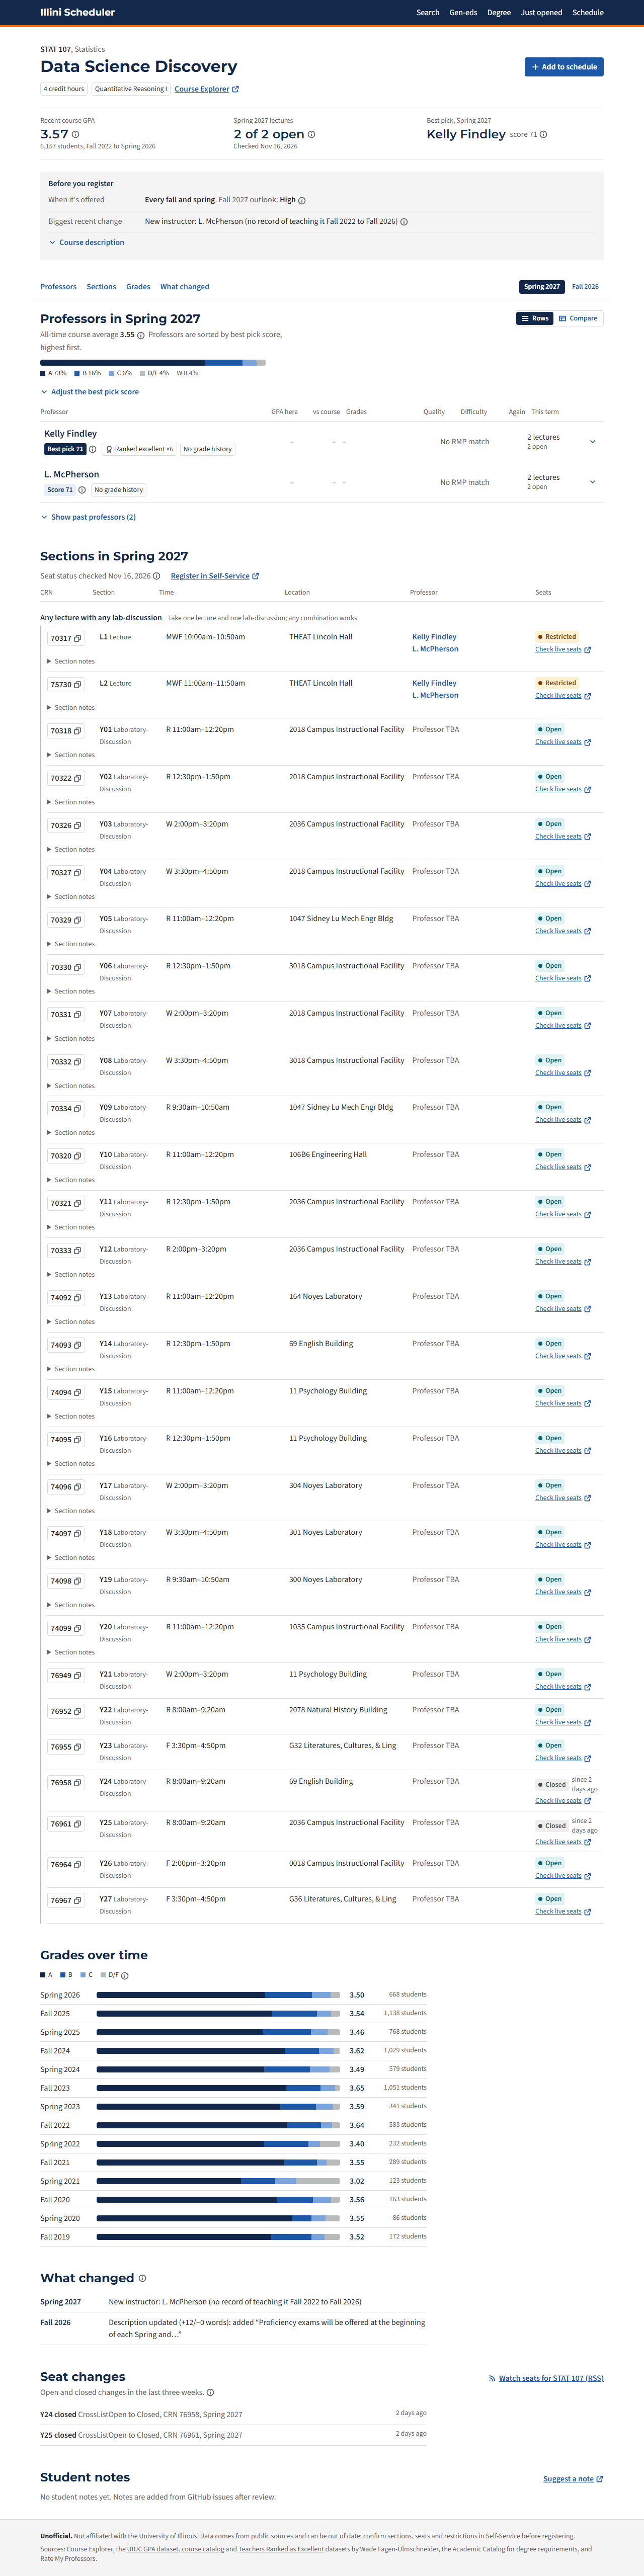 Illini Scheduler
Search Gen-eds Degree Just opened Schedule
STAT 107, Statistics
Data Science Discovery
Add to schedule
4 credit hours Quantitative Reasoning I Course Explorer
Recent course GPA Spring 2027 lectures Best pick, Spring 2027
3.57 2 of 2 open Kelly Findley score 71
6,157 students, Fall 2022 to Spring 2026 Checked Nov 16, 2026
Before you register
When it's offered Every fall and spring. Fall 2027 outlook: High
Biggest recent change New instructor: L. McPherson (no record of teaching it Fall 2022 to Fall 2026)
Course description
Professors Sections Grades What changed Spring 2027 Fall 2026
Professors in Spring 2027 Rows Compare
All-time course average 3.55 Professors are sorted by best pick score,
highest first.
A 73% B 16% C 6% D/F 4% W 0.4%
Adjust the best pick score
Professor GPA here vs course Grades Quality Difficulty Again This term
Kelly Findley
Best pick 71 Ranked excellent ×6 No grade history – – – No RMP match 2 lectures
2 open
L. McPherson
Score 71 No grade history – – – No RMP match 2 lectures
2 open
Show past professors (2)
Sections in Spring 2027
Seat status checked Nov 16, 2026 Register in Self-Service
CRN Section Time Location Professor Seats
Any lecture with any lab-discussion Take one lecture and one lab-discussion; any combination works.
70317 L1 Lecture MWF 10:00am–10:50am THEAT Lincoln Hall Kelly Findley Restricted
L. McPherson Check live seats
Section notes
75730 L2 Lecture MWF 11:00am–11:50am THEAT Lincoln Hall Kelly Findley Restricted
L. McPherson Check live seats
Section notes
70318 Y01 Laboratory- R 11:00am–12:20pm 2018 Campus Instructional Facility Professor TBA Open
Discussion Check live seats
Section notes
70322 Y02 Laboratory- R 12:30pm–1:50pm 2018 Campus Instructional Facility Professor TBA Open
Discussion Check live seats
Section notes
70326 Y03 Laboratory- W 2:00pm–3:20pm 2036 Campus Instructional Facility Professor TBA Open
Discussion Check live seats
Section notes
70327 Y04 Laboratory- W 3:30pm–4:50pm 2018 Campus Instructional Facility Professor TBA Open
Discussion Check live seats
Section notes
70329 Y05 Laboratory- R 11:00am–12:20pm 1047 Sidney Lu Mech Engr Bldg Professor TBA Open
Discussion Check live seats
Section notes
70330 Y06 Laboratory- R 12:30pm–1:50pm 3018 Campus Instructional Facility Professor TBA Open
Discussion Check live seats
Section notes
70331 Y07 Laboratory- W 2:00pm–3:20pm 2018 Campus Instructional Facility Professor TBA Open
Discussion Check live seats
Section notes
70332 Y08 Laboratory- W 3:30pm–4:50pm 3018 Campus Instructional Facility Professor TBA Open
Discussion Check live seats
Section notes
70334 Y09 Laboratory- R 9:30am–10:50am 1047 Sidney Lu Mech Engr Bldg Professor TBA Open
Discussion Check live seats
Section notes
70320 Y10 Laboratory- R 11:00am–12:20pm 106B6 Engineering Hall Professor TBA Open
Discussion Check live seats
Section notes
70321 Y11 Laboratory- R 12:30pm–1:50pm 2036 Campus Instructional Facility Professor TBA Open
Discussion Check live seats
Section notes
70333 Y12 Laboratory- R 2:00pm–3:20pm 2036 Campus Instructional Facility Professor TBA Open
Discussion Check live seats
Section notes
74092 Y13 Laboratory- R 11:00am–12:20pm 164 Noyes Laboratory Professor TBA Open
Discussion Check live seats
Section notes
74093 Y14 Laboratory- R 12:30pm–1:50pm 69 English Building Professor TBA Open
Discussion Check live seats
Section notes
74094 Y15 Laboratory- R 11:00am–12:20pm 11 Psychology Building Professor TBA Open
Discussion Check live seats
Section notes
74095 Y16 Laboratory- R 12:30pm–1:50pm 11 Psychology Building Professor TBA Open
Discussion Check live seats
Section notes
74096 Y17 Laboratory- W 2:00pm–3:20pm 304 Noyes Laboratory Professor TBA Open
Discussion Check live seats
Section notes
74097 Y18 Laboratory- W 3:30pm–4:50pm 301 Noyes Laboratory Professor TBA Open
Discussion Check live seats
Section notes
74098 Y19 Laboratory- R 9:30am–10:50am 300 Noyes Laboratory Professor TBA Open
Discussion Check live seats
Section notes
74099 Y20 Laboratory- R 11:00am–12:20pm 1035 Campus Instructional Facility Professor TBA Open
Discussion Check live seats
Section notes
76949 Y21 Laboratory- W 2:00pm–3:20pm 11 Psychology Building Professor TBA Open
Discussion Check live seats
76952 Y22 Laboratory- R 8:00am–9:20am 2078 Natural History Building Professor TBA Open
Discussion Check live seats
76955 Y23 Laboratory- F 3:30pm–4:50pm G32 Literatures, Cultures, & Ling Professor TBA Open
Discussion Check live seats
76958 Y24 Laboratory- R 8:00am–9:20am 69 English Building Professor TBA Closed since 2 days ago
Discussion Check live seats
76961 Y25 Laboratory- R 8:00am–9:20am 2036 Campus Instructional Facility Professor TBA Closed since 2 days ago
Discussion Check live seats
76964 Y26 Laboratory- F 2:00pm–3:20pm 0018 Campus Instructional Facility Professor TBA Open
Discussion Check live seats
76967 Y27 Laboratory- F 3:30pm–4:50pm G36 Literatures, Cultures, & Ling Professor TBA Open
Discussion Check live seats
Grades over time
A B C D/F
Spring 2026 3.50 668 students
Fall 2025 3.54 1,138 students
Spring 2025 3.46 768 students
Fall 2024 3.62 1,029 students
Spring 2024 3.49 579 students
Fall 2023 3.65 1,051 students
Spring 2023 3.59 341 students
Fall 2022 3.64 583 students
Spring 2022 3.40 232 students
Fall 2021 3.55 289 students
Spring 2021 3.02 123 students
Fall 2020 3.56 163 students
Spring 2020 3.55 86 students
Fall 2019 3.52 172 students
What changed
Spring 2027 New instructor: L. McPherson (no record of teaching it Fall 2022 to Fall 2026)
Fall 2026 Description updated (+12/−0 words): added “Proficiency exams will be offered at the beginning
of each Spring and…”
Seat changes Watch seats for STAT 107 (RSS)
Open and closed changes in the last three weeks.
Y24 closed CrossListOpen to Closed, CRN 76958, Spring 2027 2 days ago
Y25 closed CrossListOpen to Closed, CRN 76961, Spring 2027 2 days ago
Student notes Suggest a note
No student notes yet. Notes are added from GitHub issues after review.
Unofficial. Not affiliated with the University of Illinois. Data comes from public sources and can be out of date: confirm sections, seats and restrictions in Self-Service before registering.
Sources: Course Explorer, the UIUC GPA dataset, course catalog and Teachers Ranked as Excellent datasets by Wade Fagen-Ulmschneider, the Academic Catalog for degree requirements, and
Rate My Professors.